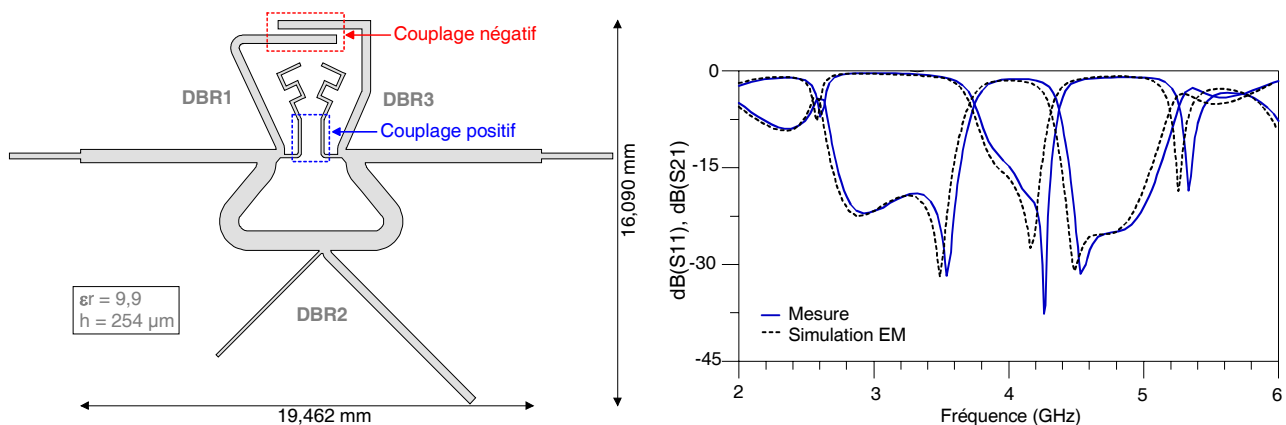 Couplage négatif
DBR1
DBR3
Couplage positif
16,090 mm
DBR2
εr = 9,9
h = 254 µm
19,462 mm
0
-15
-30
-45
dB(S11), dB(S21)
Mesure
Simulation EM
2
3
4
5
6
Fréquence (GHz)